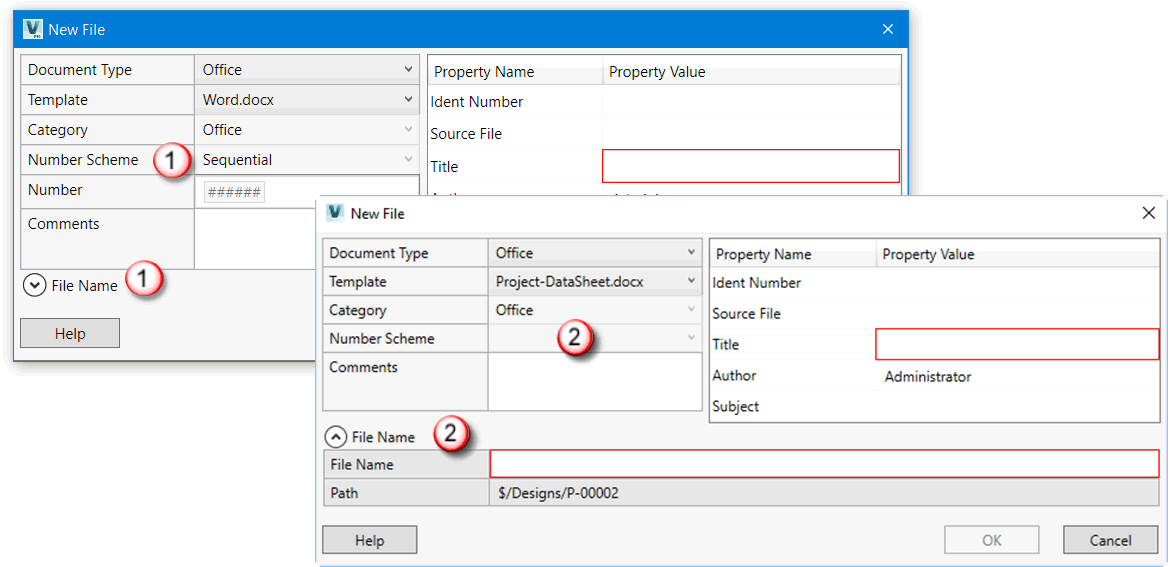 New File
Document Type Office
Template Word.docx
Category Office
Number Scheme 1 Sequential
Number ######
Comments
File Name 1
Help
Property Name Property Value
Ident Number
Source File
Title
New File
Document Type Office
Template Project-DataSheet.docx
Category Office
Number Scheme 2
Comments
Property Name Property Value
Ident Number
Source File
Title
Author Administrator
Subject
File Name 2
File Name
Path $/Designs/P-00002
Help OK Cancel